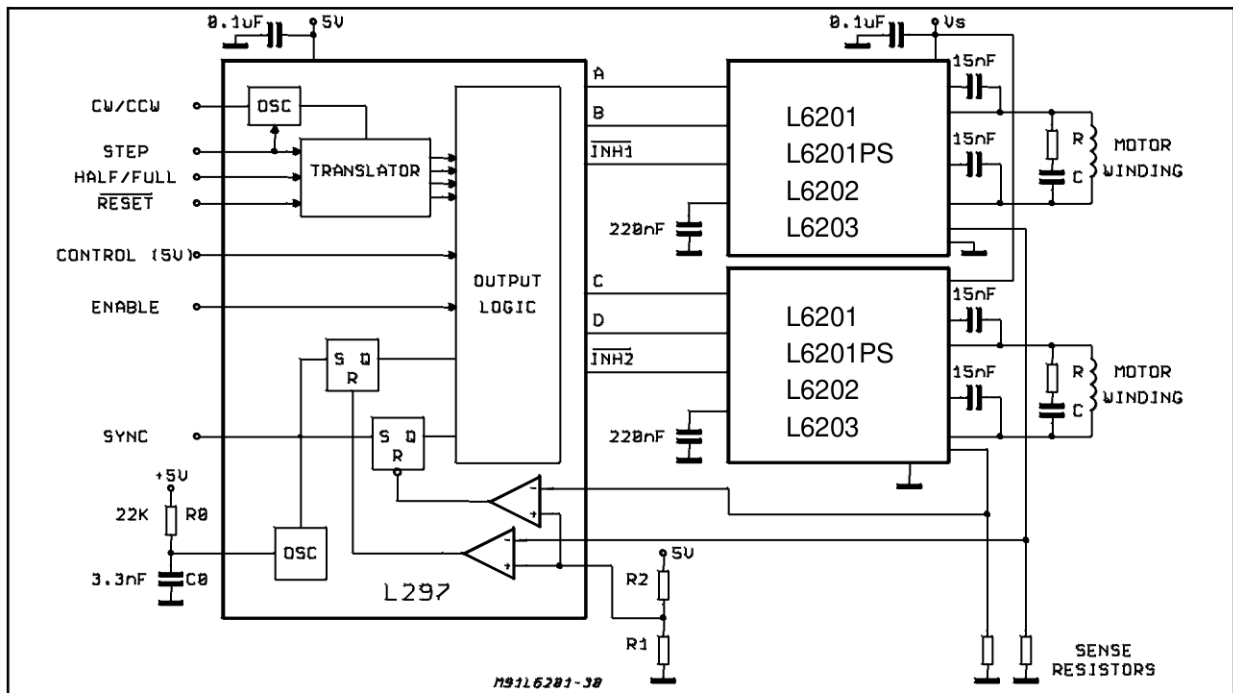 0.1uF
5V
0.1uF
Vs
15nF
A
CW/CCW
OSC
B
L6201
R
MOTOR
WINDING
C
STEP
TRANSLATOR
INH1
L6201PS
15nF
HALF/FULL
RESET
L6202
220nF
L6203
CONTROL (5V)
OUTPUT
LOGIC
C
15nF
ENABLE
D
L6201
L6201PS
INH2
15nF
R
MOTOR
WINDING
C
S Q
R
L6202
L6203
220nF
SYNC
S Q
R
+5V
-
+
22K
R0
OSC
-
+
5V
3.3nF
C0
R2
L297
R1
SENSE
RESISTORS
M91L6201-30